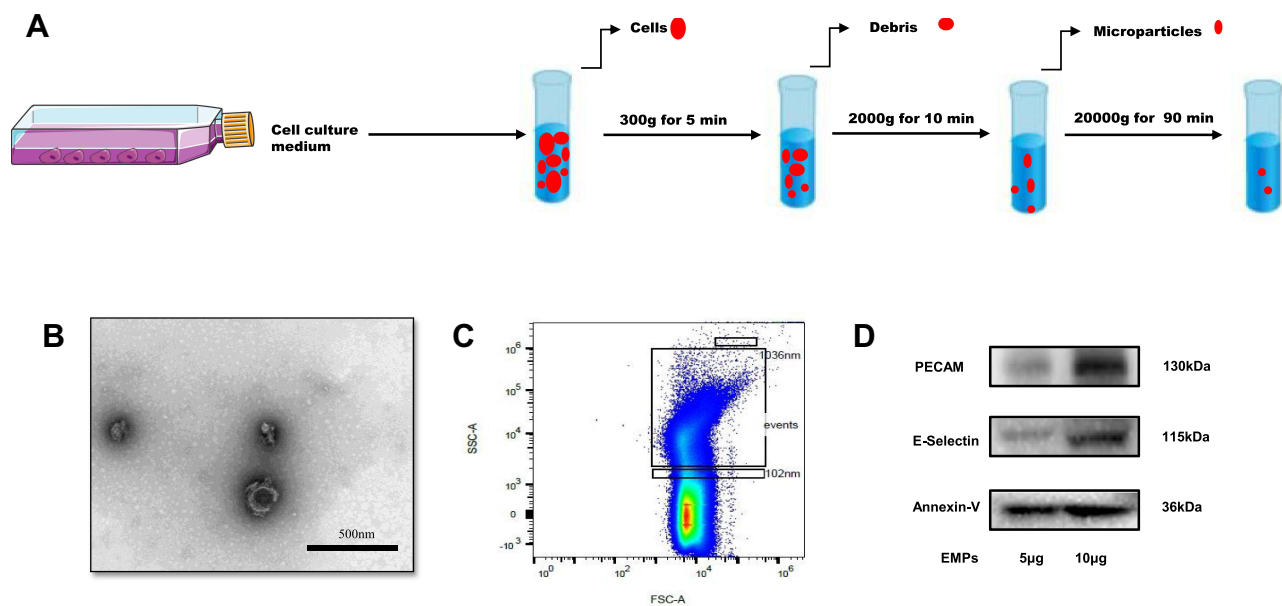 A
Cells
Debris
Microparticles
Cell culture
medium
300g for 5 min
2000g for 10 min
20000g for 90 min
B
500nm
C
SSC-A
10^6
10^5
10^4
10^3
0
-10^3
1036nm
events
102nm
10^0
10^2
10^4
10^6
FSC-A
D
PECAM
130kDa
E-Selectin
115kDa
Annexin-V
36kDa
EMPs
5μg
10μg